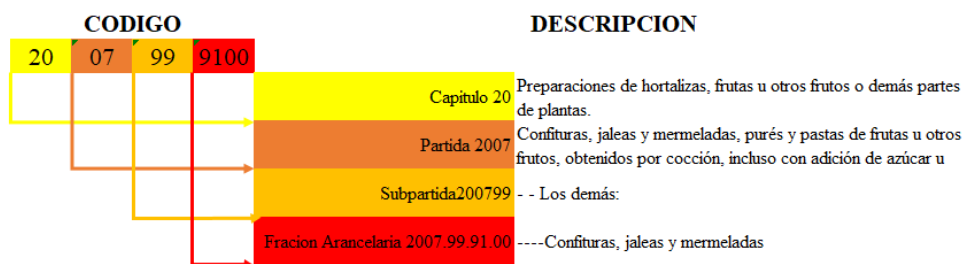 CODIGO DESCRIPCION
20 07 99 9100
Capitulo 20 Preparaciones de hortalizas, frutas u otros frutos o demás partes
de plantas.
Partida 2007 Confituras, jaleas y mermeladas, purés y pastas de frutas u otros
frutos, obtenidos por cocción, incluso con adición de azúcar u
Subpartida200799 - - Los demás:
Fracion Arancelaria 2007.99.91.00 ----Confituras, jaleas y mermeladas